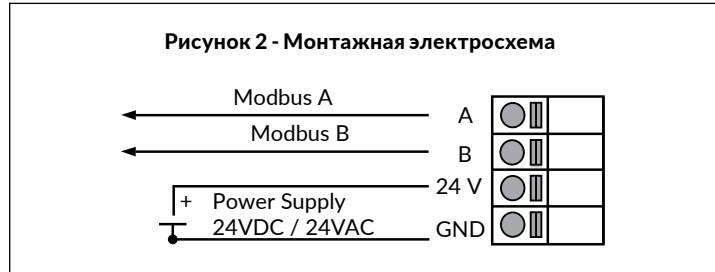 Рисунок 2 - Монтажная электросхема
Modbus A
A
Modbus B
B
24 V
+ Power Supply
24VDC / 24VAC
GND